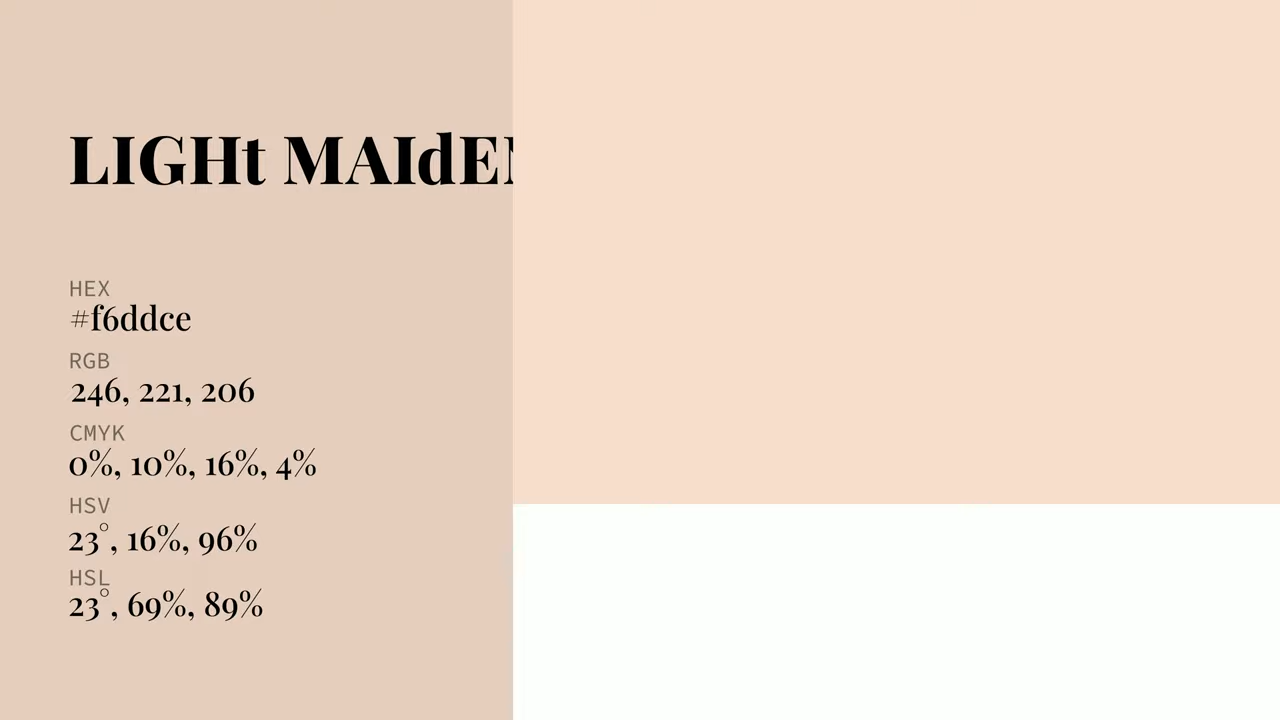 LIGHt MAIdE
HEX
#f6ddce
RGB
246, 221, 206
CMYK
0%, 10%, 16%, 4%
HSV
23°, 16%, 96%
HSL
23°, 69%, 89%